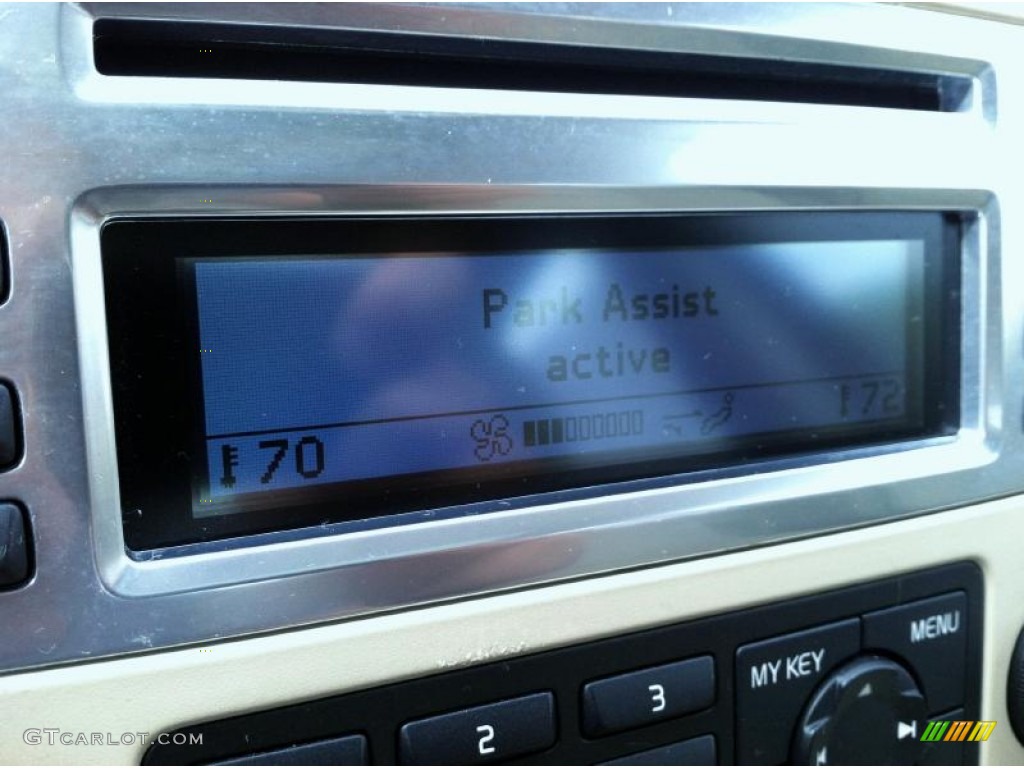 Park Assist
active
70
72
MENU
MY KEY
3
2
GTCARLOT.COM